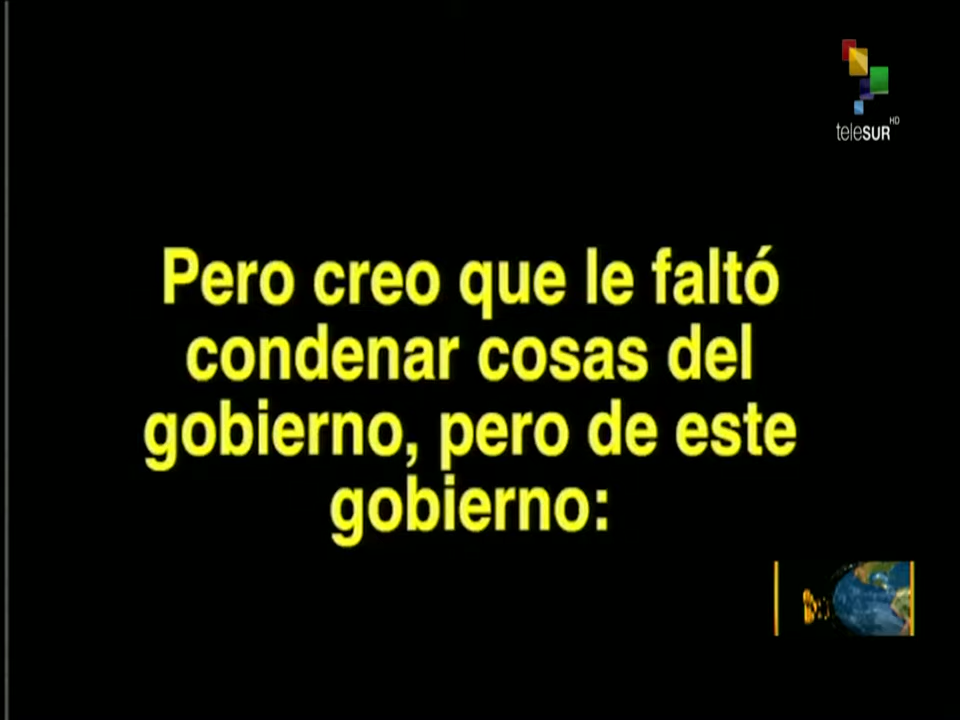 HD
teleSUR
Pero creo que le faltó
condenar cosas del
gobierno, pero de este
gobierno: